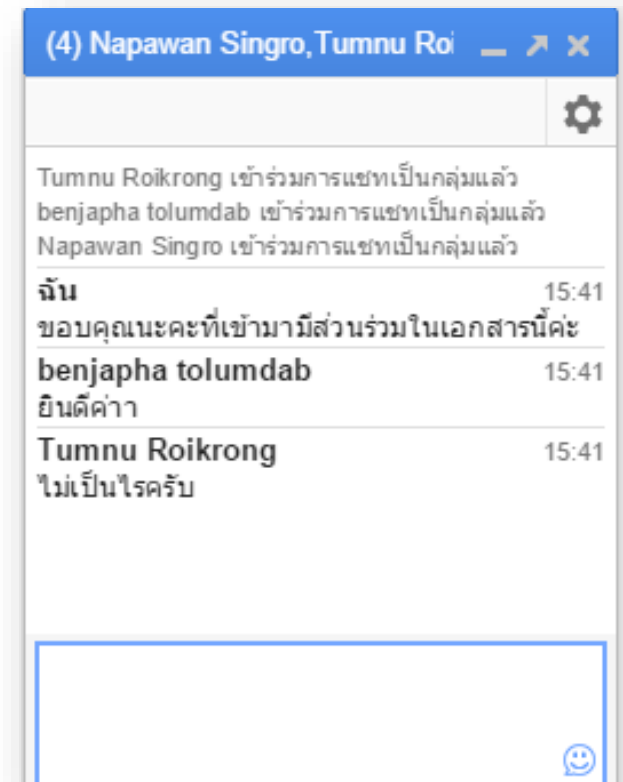 (4) Napawan Singro,Tumnu Roi
Tumnu Roikrong เข้าร่วมการแชทเป็นกลุ่มแล้ว
benjapha tolumdab เข้าร่วมการแชทเป็นกลุ่มแล้ว
Napawan Singro เข้าร่วมการแชทเป็นกลุ่มแล้ว
ฉัน 15:41
ขอบคุณนะคะที่เข้ามามีส่วนร่วมในเอกสารนี้ค่ะ
benjapha tolumdab 15:41
ยินดีค่าา
Tumnu Roikrong 15:41
ไม่เป็นไรครับ